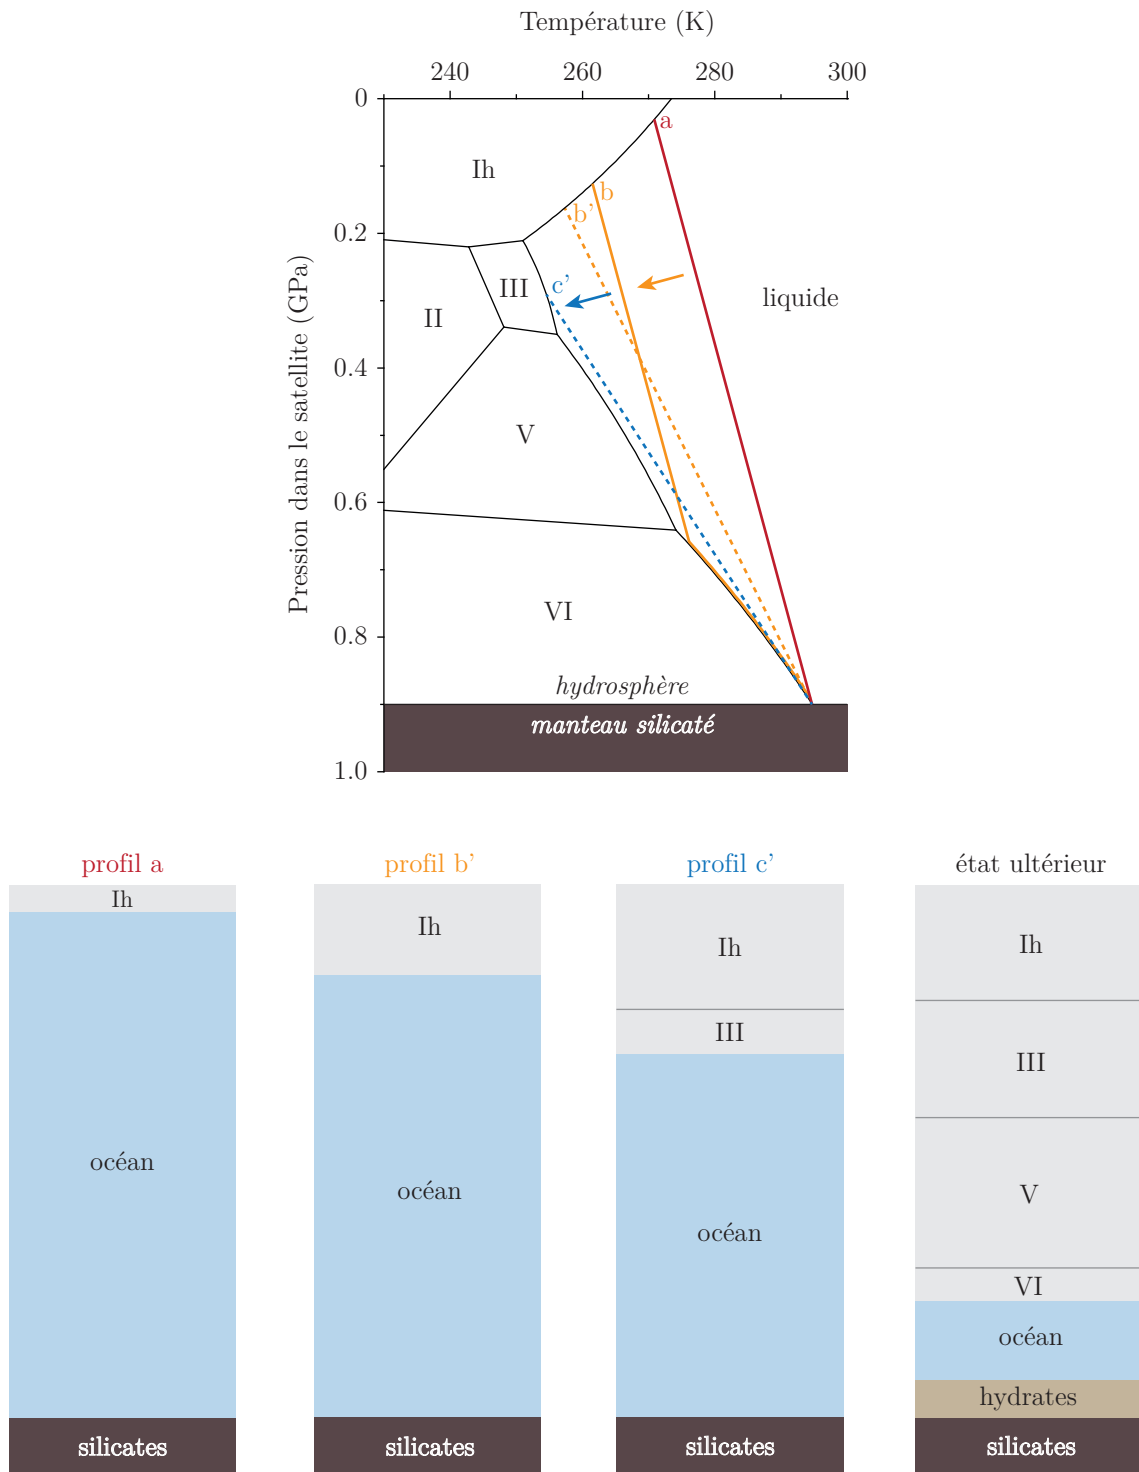 Température (K)
240 260 280 300
0
0.2
0.4
0.6
0.8
1.0
Pression dans le satellite (GPa)
a
Ih
b
b'
c'
III
liquide
II
V
VI
hydrosphère
manteau silicaté
profil a
Ih
océan
silicates
profil b'
Ih
océan
silicates
profil c'
Ih
III
océan
silicates
état ultérieur
Ih
III
V
VI
océan
hydrates
silicates